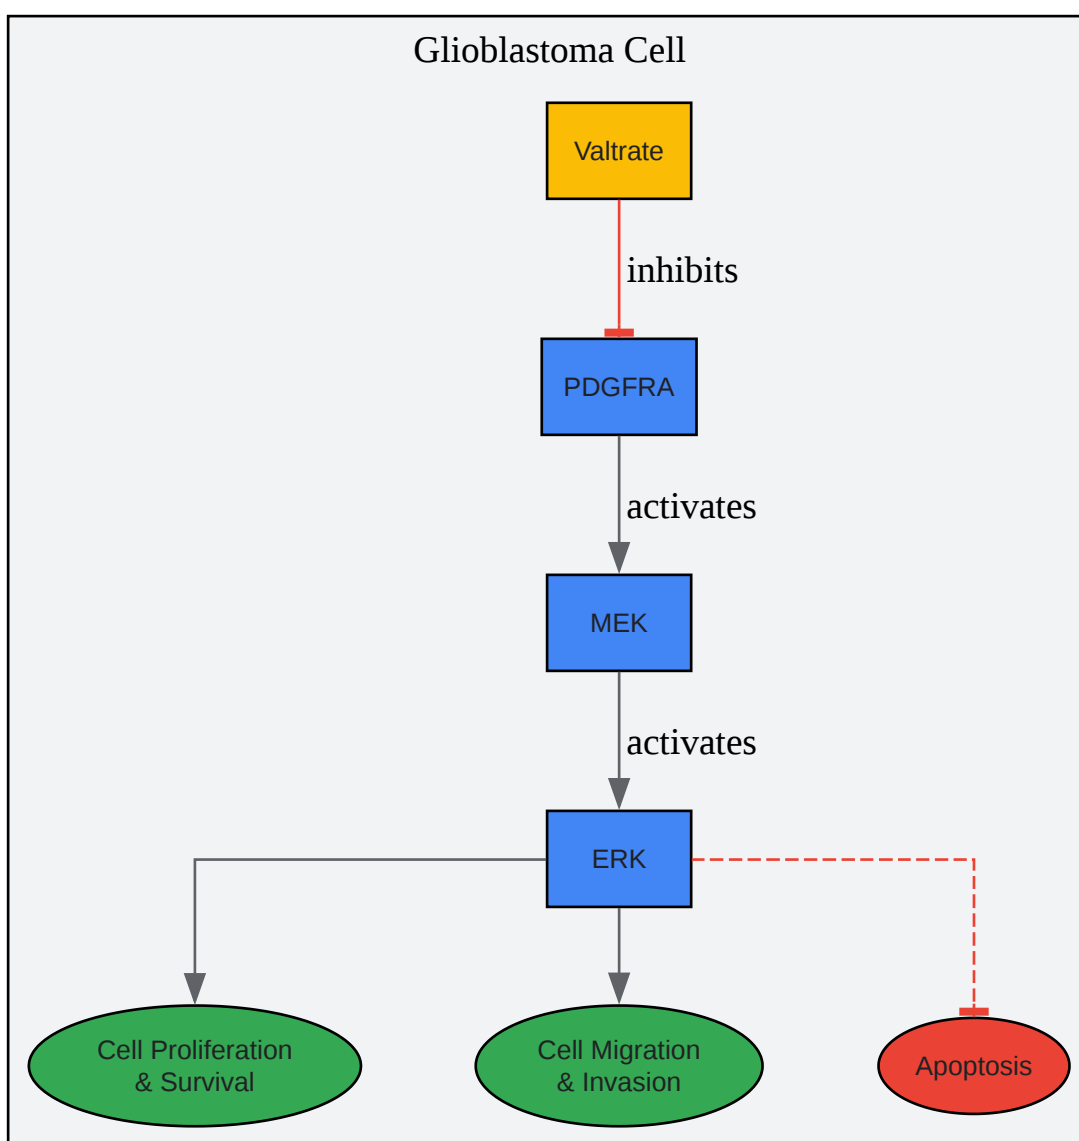 Glioblastoma Cell
Valtrate
inhibits
PDGFRA
activates
MEK
activates
ERK
Cell Proliferation
& Survival
Cell Migration
& Invasion
Apoptosis